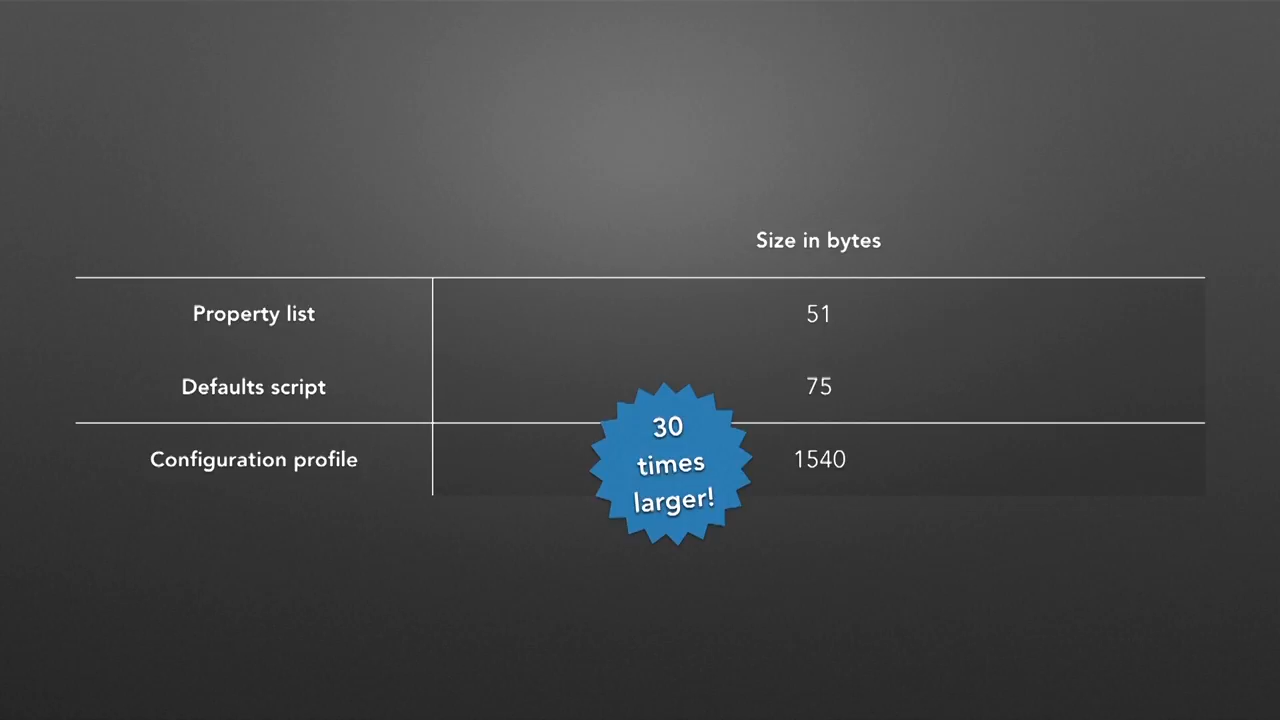 Size in bytes
Property list 51
Defaults script 75
Configuration profile 1540
30
times
larger!